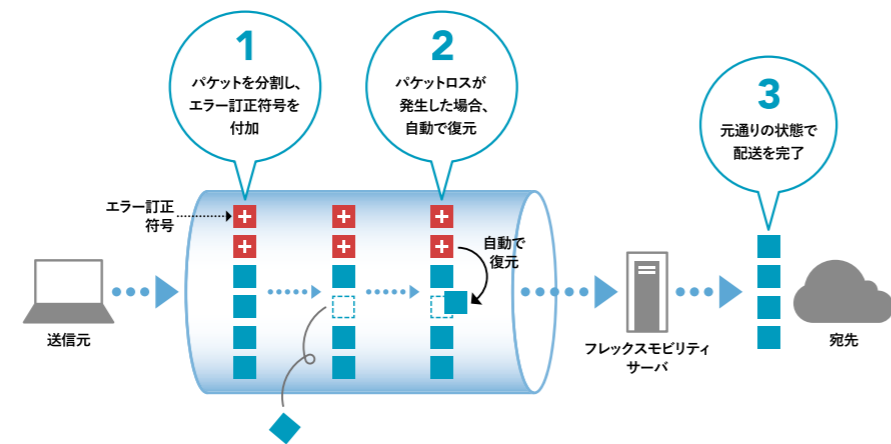 1
パケットを分割し、
エラー訂正符号を
付加
2
パケットロスが
発生した場合、
自動で復元
3
元通りの状態で
配送を完了
エラー訂正
符号
自動で
復元
送信元
フレックスモビリティ
サーバ
宛先